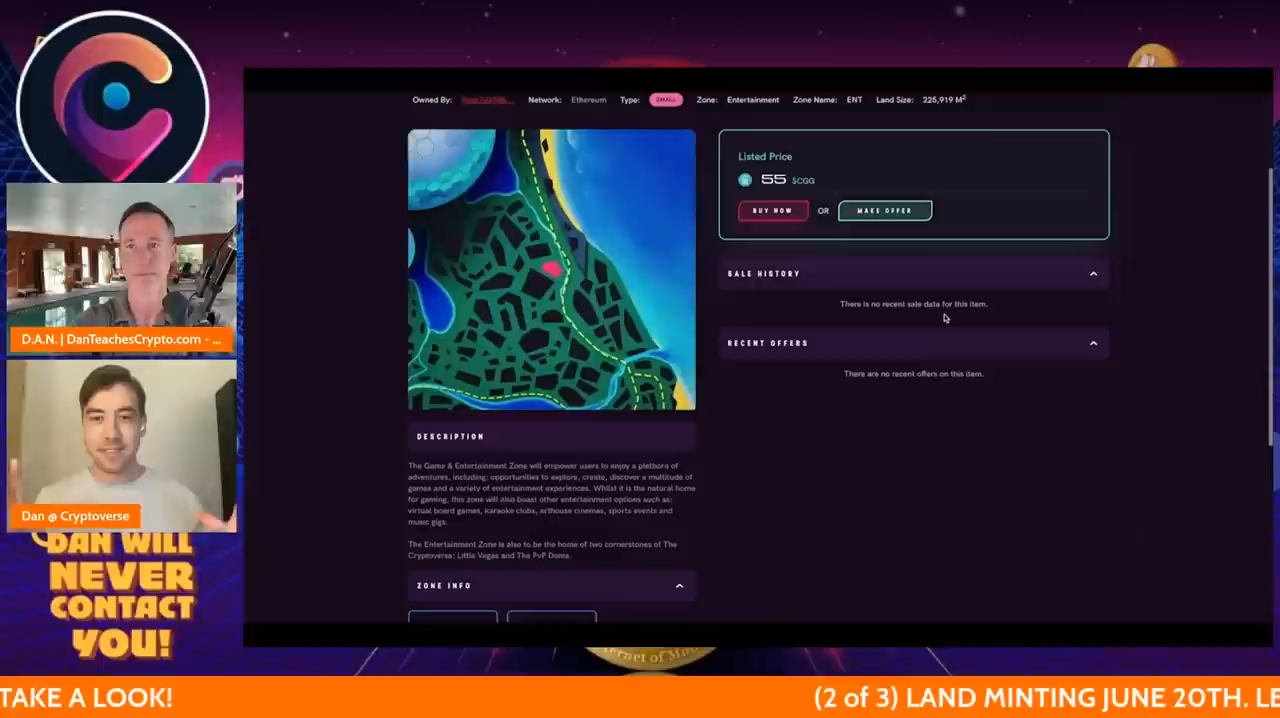 Owned By:
Network: Ethereum
Type: SMALL
Zone: Entertainment
Zone Name: ENT
Land Size: 225,919 M²
Listed Price
55 $CGG
BUY NOW OR MAKE OFFER
SALE HISTORY
There is no recent sale data for this item.
RECENT OFFERS
There are no recent offers on this item.
DESCRIPTION
The Game & Entertainment Zone will empower users to enjoy a plethora of
adventures, including: opportunities to explore, create, discover a multitude of
games and a variety of entertainment experiences. Whilst it is the natural home
for gaming, this zone will also boast other entertainment options such as:
virtual board games, karaoke clubs, arthouse cinemas, sports events and
music gigs.
The Entertainment Zone is also to be the home of two cornerstones of The
Cryptoverse: Little Vegas and The PvP Dome.
ZONE INFO
D.A.N. | DanTeachesCrypto.com - ...
Dan @ Cryptoverse
DAN WILL
NEVER
CONTACT
YOU!
TAKE A LOOK!
(2 of 3) LAND MINTING JUNE 20TH. LE